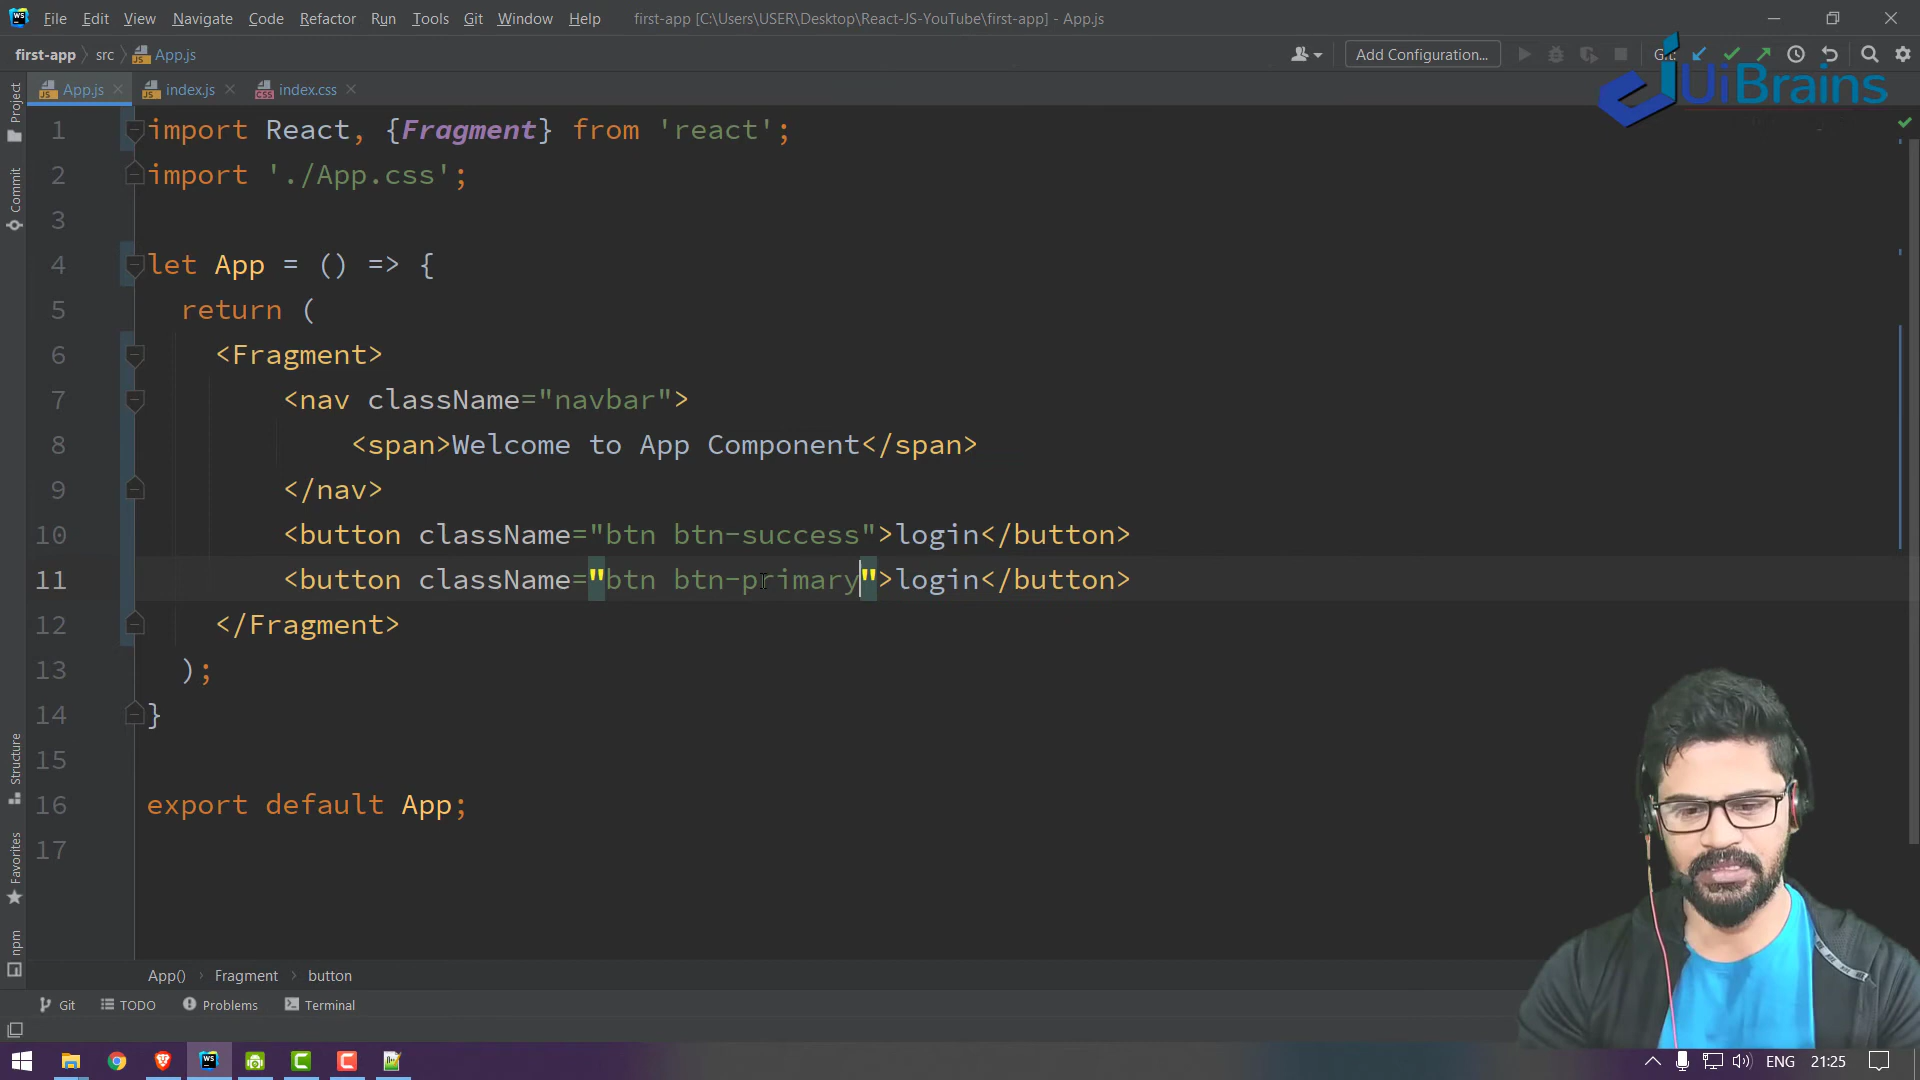 File Edit View Navigate Code Refactor Run Tools Git Window Help first-app [C:\Users\USER\Desktop\React-JS-YouTube\first-app] - App.js
first-app src App.js Add Configuration... Git:
UiBrains
App.js index.js index.css
Project
Commit
Structure
Favorites
npm
1 import React, {Fragment} from 'react';
2 import './App.css';
3
4 let App = () => {
5 return (
6 <Fragment>
7 <nav className="navbar">
8 <span>Welcome to App Component</span>
9 </nav>
10 <button className="btn btn-success">login</button>
11 <button className="btn btn-primary">login</button>
12 </Fragment>
13 );
14 }
15
16 export default App;
17
App() Fragment button
Git TODO Problems Terminal
WS ENG 21:25